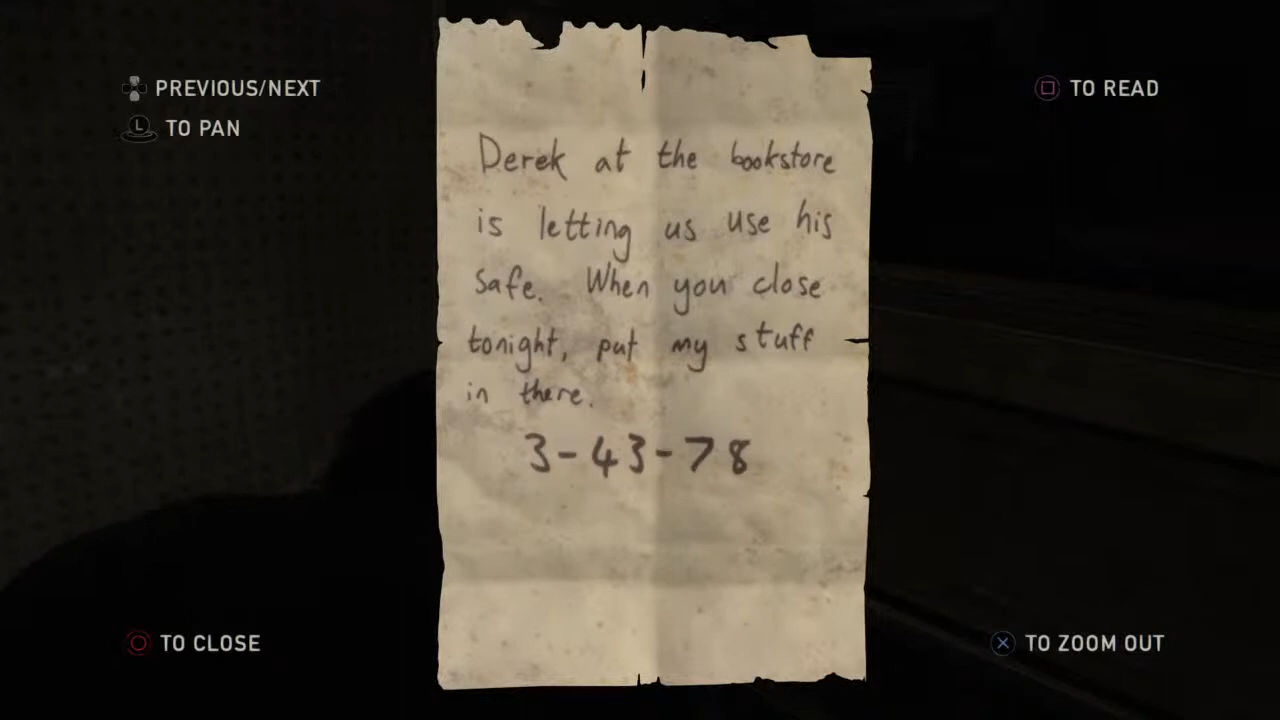 PREVIOUS/NEXT
L TO PAN
TO READ
Derek at the bookstore
is letting us use his
safe. When you close
tonight, put my stuff
in there.
3-43-78
TO CLOSE
TO ZOOM OUT